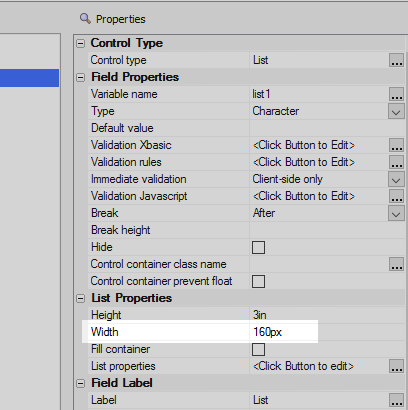 Properties
Control Type
Control type List ...
Field Properties
Variable name list1 ...
Type Character
Default value
Validation Xbasic <Click Button to Edit> ...
Validation rules <Click Button to Edit> ...
Immediate validation Client-side only
Validation Javascript <Click Button to Edit> ...
Break After
Break height
Hide
Control container class name ...
Control container prevent float
List Properties
Height 3in
Width 160px
Fill container
List properties <Click Button to edit> ...
Field Label
Label List ...